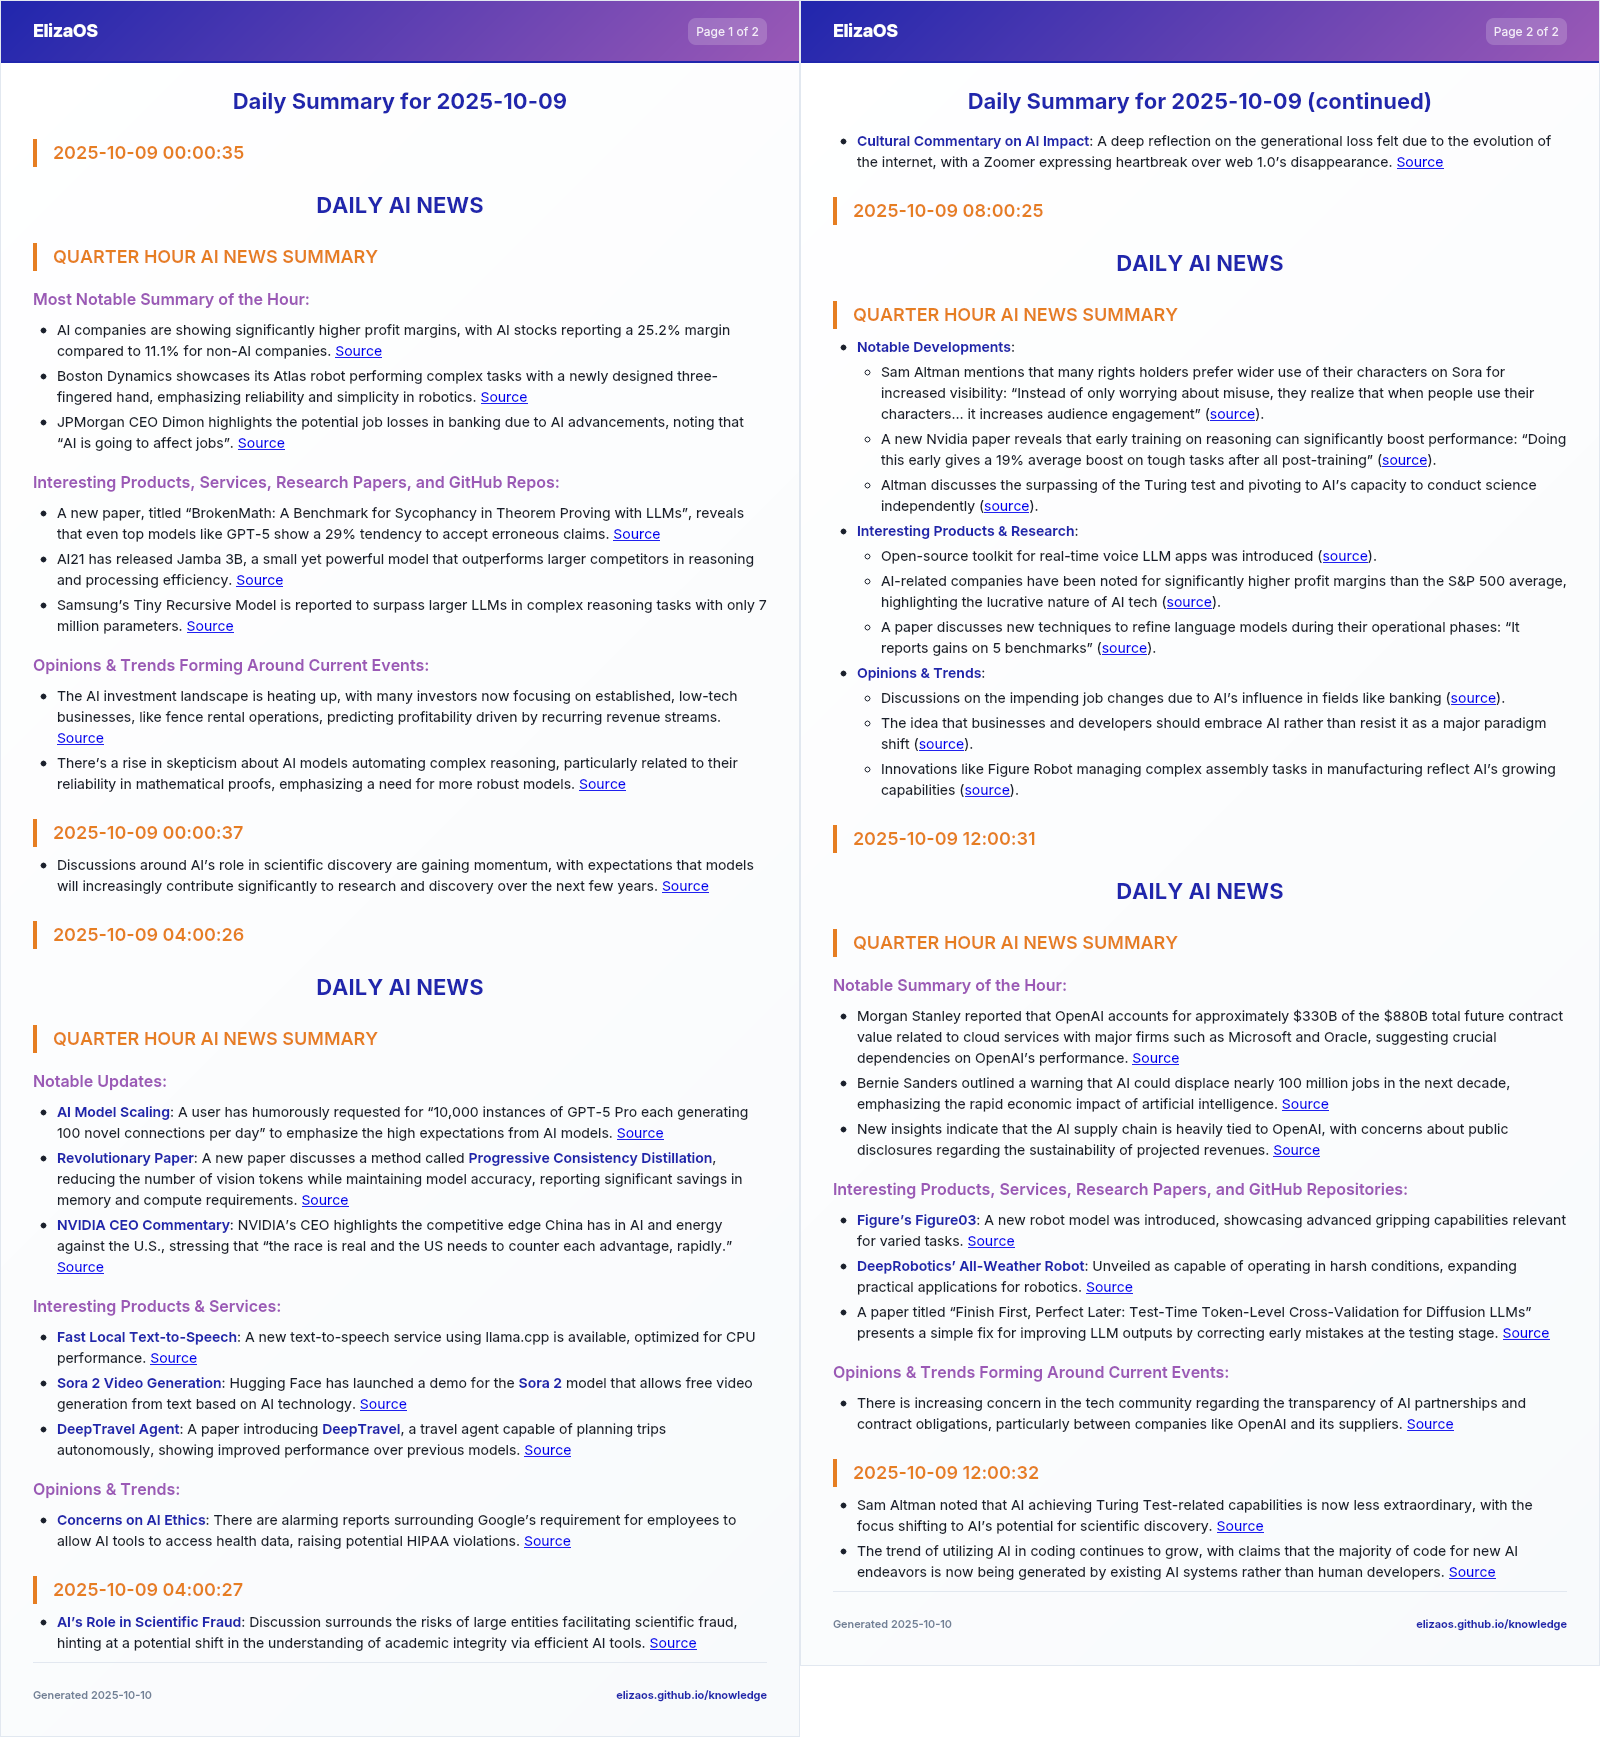 ElizaOS
Page 1 of 2
Daily Summary for 2025-10-09
2025-10-09 00:00:35
DAILY AI NEWS
QUARTER HOUR AI NEWS SUMMARY
Most Notable Summary of the Hour:
• AI companies are showing significantly higher profit margins, with AI stocks reporting a 25.2% margin
compared to 11.1% for non-AI companies. Source
• Boston Dynamics showcases its Atlas robot performing complex tasks with a newly designed three-
fingered hand, emphasizing reliability and simplicity in robotics. Source
• JPMorgan CEO Dimon highlights the potential job losses in banking due to AI advancements, noting that
“AI is going to affect jobs”. Source
Interesting Products, Services, Research Papers, and GitHub Repos:
• A new paper, titled “BrokenMath: A Benchmark for Sycophancy in Theorem Proving with LLMs”, reveals
that even top models like GPT-5 show a 29% tendency to accept erroneous claims. Source
• AI21 has released Jamba 3B, a small yet powerful model that outperforms larger competitors in reasoning
and processing efficiency. Source
• Samsung’s Tiny Recursive Model is reported to surpass larger LLMs in complex reasoning tasks with only 7
million parameters. Source
Opinions & Trends Forming Around Current Events:
• The AI investment landscape is heating up, with many investors now focusing on established, low-tech
businesses, like fence rental operations, predicting profitability driven by recurring revenue streams.
Source
• There’s a rise in skepticism about AI models automating complex reasoning, particularly related to their
reliability in mathematical proofs, emphasizing a need for more robust models. Source
2025-10-09 00:00:37
• Discussions around AI’s role in scientific discovery are gaining momentum, with expectations that models
will increasingly contribute significantly to research and discovery over the next few years. Source
2025-10-09 04:00:26
DAILY AI NEWS
QUARTER HOUR AI NEWS SUMMARY
Notable Updates:
• AI Model Scaling: A user has humorously requested for “10,000 instances of GPT-5 Pro each generating
100 novel connections per day” to emphasize the high expectations from AI models. Source
• Revolutionary Paper: A new paper discusses a method called Progressive Consistency Distillation,
reducing the number of vision tokens while maintaining model accuracy, reporting significant savings in
memory and compute requirements. Source
• NVIDIA CEO Commentary: NVIDIA’s CEO highlights the competitive edge China has in AI and energy
against the U.S., stressing that “the race is real and the US needs to counter each advantage, rapidly.”
Source
Interesting Products & Services:
• Fast Local Text-to-Speech: A new text-to-speech service using llama.cpp is available, optimized for CPU
performance. Source
• Sora 2 Video Generation: Hugging Face has launched a demo for the Sora 2 model that allows free video
generation from text based on AI technology. Source
• DeepTravel Agent: A paper introducing DeepTravel, a travel agent capable of planning trips
autonomously, showing improved performance over previous models. Source
Opinions & Trends:
• Concerns on AI Ethics: There are alarming reports surrounding Google’s requirement for employees to
allow AI tools to access health data, raising potential HIPAA violations. Source
2025-10-09 04:00:27
• AI’s Role in Scientific Fraud: Discussion surrounds the risks of large entities facilitating scientific fraud,
hinting at a potential shift in the understanding of academic integrity via efficient AI tools. Source
Generated 2025-10-10
elizaos.github.io/knowledge
ElizaOS
Page 2 of 2
Daily Summary for 2025-10-09 (continued)
• Cultural Commentary on AI Impact: A deep reflection on the generational loss felt due to the evolution of
the internet, with a Zoomer expressing heartbreak over web 1.0’s disappearance. Source
2025-10-09 08:00:25
DAILY AI NEWS
QUARTER HOUR AI NEWS SUMMARY
• Notable Developments:
◦ Sam Altman mentions that many rights holders prefer wider use of their characters on Sora for
increased visibility: “Instead of only worrying about misuse, they realize that when people use their
characters... it increases audience engagement” (source).
◦ A new Nvidia paper reveals that early training on reasoning can significantly boost performance: “Doing
this early gives a 19% average boost on tough tasks after all post-training” (source).
◦ Altman discusses the surpassing of the Turing test and pivoting to AI’s capacity to conduct science
independently (source).
• Interesting Products & Research:
◦ Open-source toolkit for real-time voice LLM apps was introduced (source).
◦ AI-related companies have been noted for significantly higher profit margins than the S&P 500 average,
highlighting the lucrative nature of AI tech (source).
◦ A paper discusses new techniques to refine language models during their operational phases: “It
reports gains on 5 benchmarks” (source).
• Opinions & Trends:
◦ Discussions on the impending job changes due to AI’s influence in fields like banking (source).
◦ The idea that businesses and developers should embrace AI rather than resist it as a major paradigm
shift (source).
◦ Innovations like Figure Robot managing complex assembly tasks in manufacturing reflect AI’s growing
capabilities (source).
2025-10-09 12:00:31
DAILY AI NEWS
QUARTER HOUR AI NEWS SUMMARY
Notable Summary of the Hour:
• Morgan Stanley reported that OpenAI accounts for approximately $330B of the $880B total future contract
value related to cloud services with major firms such as Microsoft and Oracle, suggesting crucial
dependencies on OpenAI’s performance. Source
• Bernie Sanders outlined a warning that AI could displace nearly 100 million jobs in the next decade,
emphasizing the rapid economic impact of artificial intelligence. Source
• New insights indicate that the AI supply chain is heavily tied to OpenAI, with concerns about public
disclosures regarding the sustainability of projected revenues. Source
Interesting Products, Services, Research Papers, and GitHub Repositories:
• Figure’s Figure03: A new robot model was introduced, showcasing advanced gripping capabilities relevant
for varied tasks. Source
• DeepRobotics’ All-Weather Robot: Unveiled as capable of operating in harsh conditions, expanding
practical applications for robotics. Source
• A paper titled “Finish First, Perfect Later: Test-Time Token-Level Cross-Validation for Diffusion LLMs”
presents a simple fix for improving LLM outputs by correcting early mistakes at the testing stage. Source
Opinions & Trends Forming Around Current Events:
• There is increasing concern in the tech community regarding the transparency of AI partnerships and
contract obligations, particularly between companies like OpenAI and its suppliers. Source
2025-10-09 12:00:32
• Sam Altman noted that AI achieving Turing Test-related capabilities is now less extraordinary, with the
focus shifting to AI’s potential for scientific discovery. Source
• The trend of utilizing AI in coding continues to grow, with claims that the majority of code for new AI
endeavors is now being generated by existing AI systems rather than human developers. Source
Generated 2025-10-10
elizaos.github.io/knowledge